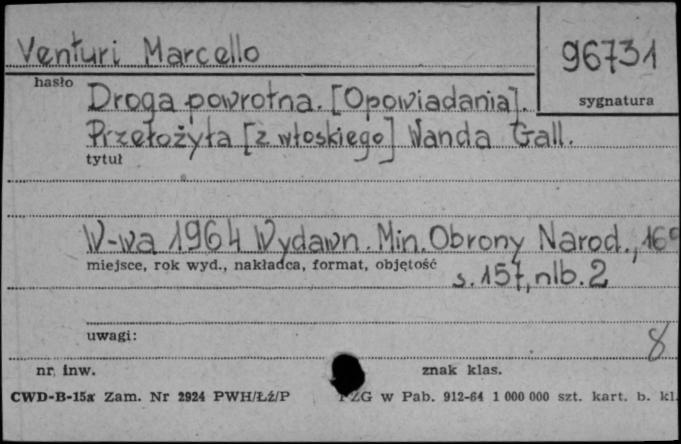 Venturi Marcello
96731
hasło
sygnatura
Droga powrotna. [Opowiadania].
Przełożyła [z włoskiego] Wanda Gall.
tytuł
W-wa 1964 Wydawn. Min. Obrony Narod., 16°
miejsce, rok wyd., nakładca, format, objętość
s. 157, nlb. 2
uwagi:
8
nr. inw.
znak klas.
CWD-B-15a Zam. Nr 2924 PWH/Łź/P
PZG w Pab. 912-64 1 000 000 szt. kart. b. kl.